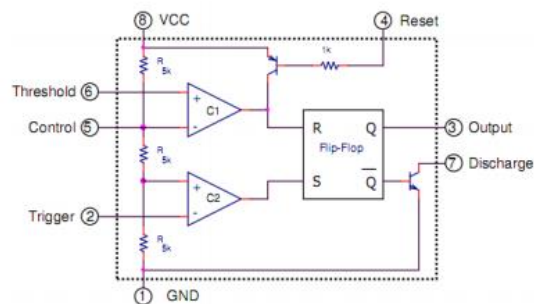 8 VCC
4 Reset
R 5k
1k
Threshold 6
+
C1
-
Control 5
R Q
3 Output
Flip-Flop
7 Discharge
R 5k
+
S Q
C2
-
Trigger 2
R 5k
1 GND